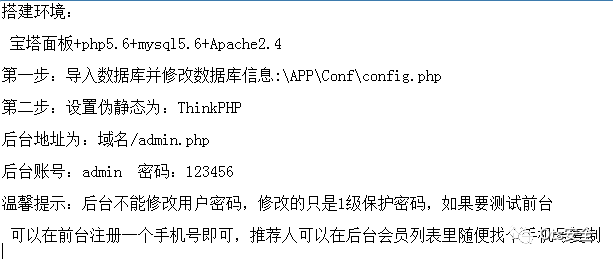 搭建环境：
宝塔面板+php5.6+mysql5.6+Apache2.4
第一步：导入数据库并修改数据库信息:\APP\Conf\config.php
第二步：设置伪静态为：ThinkPHP
后台地址为：域名/admin.php
后台账号：admin 密码：123456
温馨提示：后台不能修改用户密码，修改的只是1级保护密码，如果要测试前台
可以在前台注册一个手机号即可，推荐人可以在后台会员列表里随便找个手机号复制